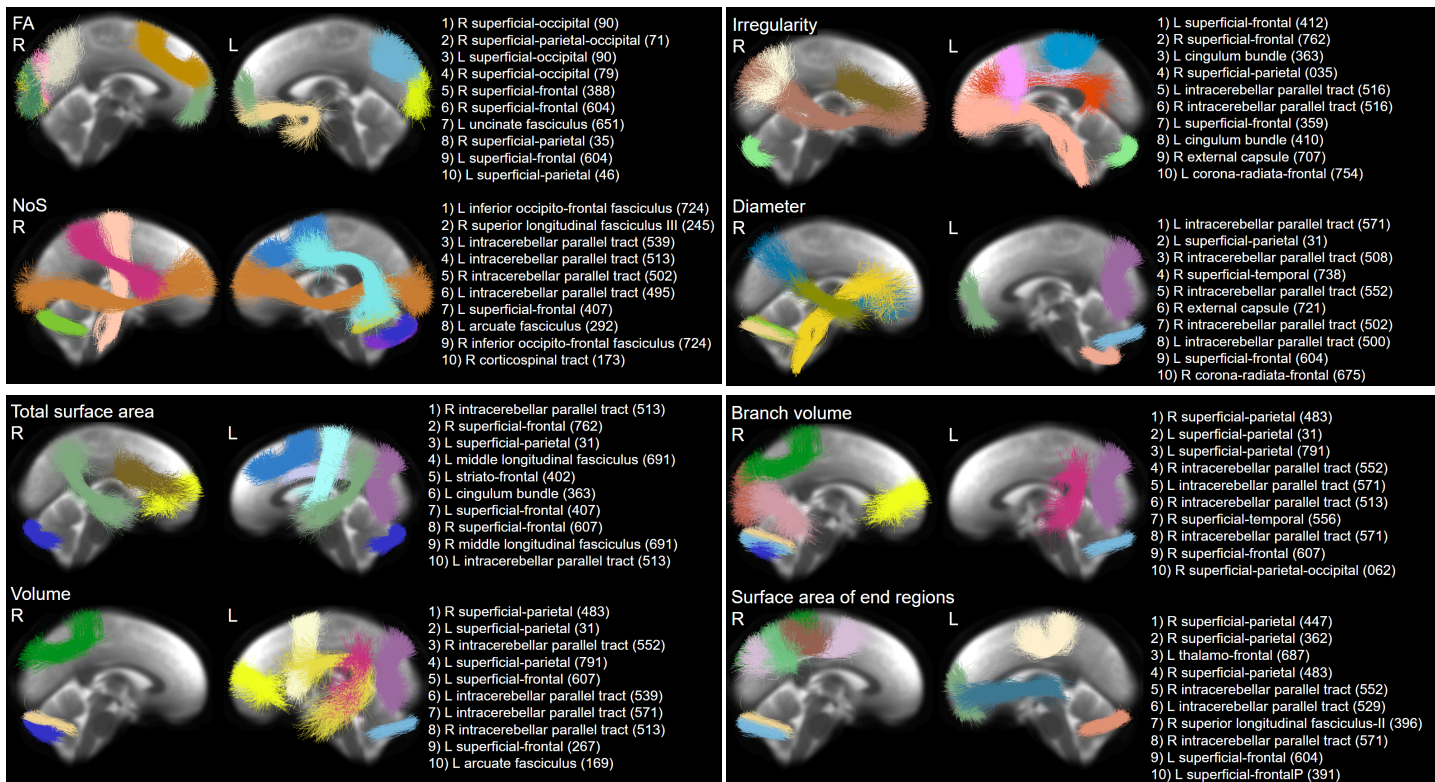 FA
R
L
1) R superficial-occipital (90)
2) R superficial-parietal-occipital (71)
3) L superficial-occipital (90)
4) R superficial-occipital (79)
5) R superficial-frontal (388)
6) R superficial-frontal (604)
7) L uncinate fasciculus (651)
8) R superficial-parietal (35)
9) L superficial-frontal (604)
10) L superficial-parietal (46)
NoS
R
1) L inferior occipito-frontal fasciculus (724)
2) R superior longitudinal fasciculus III (245)
3) L intracerebellar parallel tract (539)
4) L intracerebellar parallel tract (513)
5) R intracerebellar parallel tract (502)
6) L intracerebellar parallel tract (495)
7) L superficial-frontal (407)
8) L arcuate fasciculus (292)
9) R inferior occipito-frontal fasciculus (724)
10) R corticospinal tract (173)
Irregularity
R
L
1) L superficial-frontal (412)
2) R superficial-frontal (762)
3) L cingulum bundle (363)
4) R superficial-parietal (035)
5) L intracerebellar parallel tract (516)
6) R intracerebellar parallel tract (516)
7) L superficial-frontal (359)
8) L cingulum bundle (410)
9) R external capsule (707)
10) L corona-radiata-frontal (754)
Diameter
R
L
1) L intracerebellar parallel tract (571)
2) L superficial-parietal (31)
3) R intracerebellar parallel tract (508)
4) R superficial-temporal (738)
5) R intracerebellar parallel tract (552)
6) R external capsule (721)
7) R intracerebellar parallel tract (502)
8) L intracerebellar parallel tract (500)
9) L superficial-frontal (604)
10) R corona-radiata-frontal (675)
Total surface area
R
L
1) R intracerebellar parallel tract (513)
2) R superficial-frontal (762)
3) L superficial-parietal (31)
4) L middle longitudinal fasciculus (691)
5) L striato-frontal (402)
6) L cingulum bundle (363)
7) L superficial-frontal (407)
8) R superficial-frontal (607)
9) R middle longitudinal fasciculus (691)
10) L intracerebellar parallel tract (513)
Volume
R
L
1) R superficial-parietal (483)
2) L superficial-parietal (31)
3) R intracerebellar parallel tract (552)
4) L superficial-parietal (791)
5) L superficial-frontal (607)
6) L intracerebellar parallel tract (539)
7) L intracerebellar parallel tract (571)
8) R intracerebellar parallel tract (513)
9) L superficial-frontal (267)
10) L arcuate fasciculus (169)
Branch volume
R
L
1) R superficial-parietal (483)
2) L superficial-parietal (31)
3) L superficial-parietal (791)
4) R intracerebellar parallel tract (552)
5) L intracerebellar parallel tract (571)
6) R intracerebellar parallel tract (513)
7) R superficial-temporal (556)
8) R intracerebellar parallel tract (571)
9) R superficial-frontal (607)
10) R superficial-parietal-occipital (062)
Surface area of end regions
R
L
1) R superficial-parietal (447)
2) R superficial-parietal (362)
3) L thalamo-frontal (687)
4) R superficial-parietal (483)
5) R intracerebellar parallel tract (552)
6) L intracerebellar parallel tract (529)
7) R superior longitudinal fasciculus-II (396)
8) R intracerebellar parallel tract (571)
9) L superficial-frontal (604)
10) L superficial-frontalP (391)